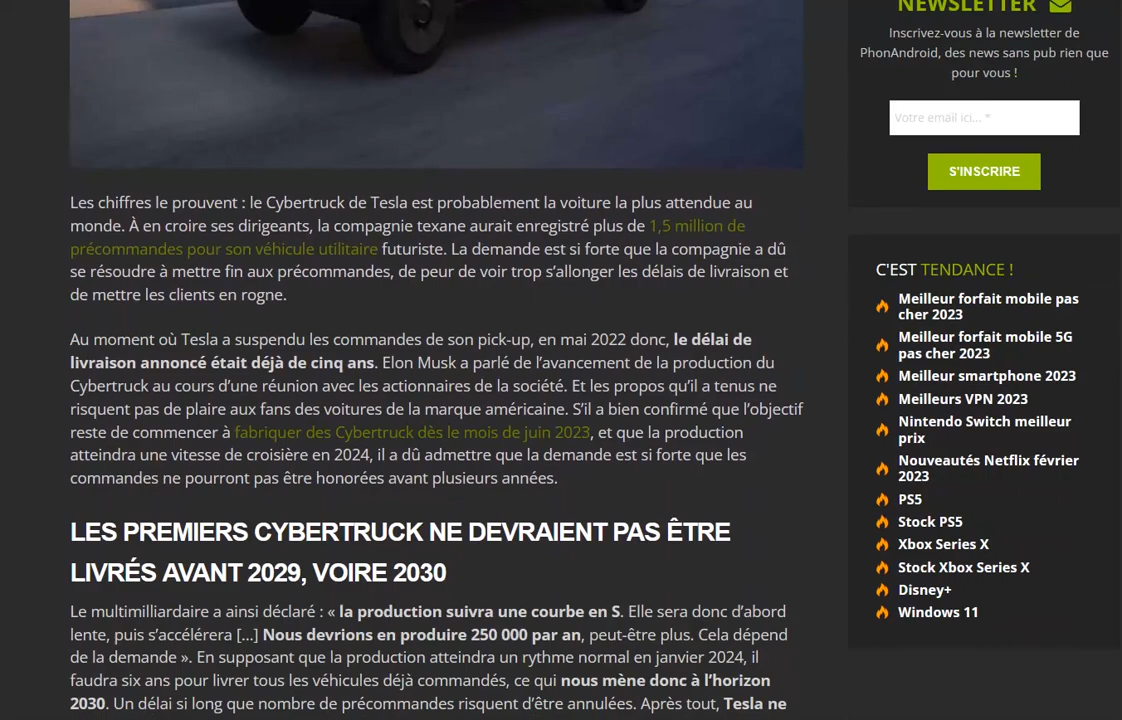 NEWSLETTER
Inscrivez-vous à la newsletter de
PhonAndroid, des news sans pub rien que
pour vous !
Votre email ici... *
S'INSCRIRE
Les chiffres le prouvent : le Cybertruck de Tesla est probablement la voiture la plus attendue au
monde. À en croire ses dirigeants, la compagnie texane aurait enregistré plus de 1,5 million de
précommandes pour son véhicule utilitaire futuriste. La demande est si forte que la compagnie a dû
se résoudre à mettre fin aux précommandes, de peur de voir trop s’allonger les délais de livraison et
de mettre les clients en rogne.
Au moment où Tesla a suspendu les commandes de son pick-up, en mai 2022 donc, le délai de
livraison annoncé était déjà de cinq ans. Elon Musk a parlé de l’avancement de la production du
Cybertruck au cours d’une réunion avec les actionnaires de la société. Et les propos qu’il a tenus ne
risquent pas de plaire aux fans des voitures de la marque américaine. S’il a bien confirmé que l’objectif
reste de commencer à fabriquer des Cybertruck dès le mois de juin 2023, et que la production
atteindra une vitesse de croisière en 2024, il a dû admettre que la demande est si forte que les
commandes ne pourront pas être honorées avant plusieurs années.
LES PREMIERS CYBERTRUCK NE DEVRAIENT PAS ÊTRE
LIVRÉS AVANT 2029, VOIRE 2030
Le multimilliardaire a ainsi déclaré : « la production suivra une courbe en S. Elle sera donc d’abord
lente, puis s’accélérera [...] Nous devrions en produire 250 000 par an, peut-être plus. Cela dépend
de la demande ». En supposant que la production atteindra un rythme normal en janvier 2024, il
faudra six ans pour livrer tous les véhicules déjà commandés, ce qui nous mène donc à l’horizon
2030. Un délai si long que nombre de précommandes risquent d’être annulées. Après tout, Tesla ne
C'EST TENDANCE !
Meilleur forfait mobile pas
cher 2023
Meilleur forfait mobile 5G
pas cher 2023
Meilleur smartphone 2023
Meilleurs VPN 2023
Nintendo Switch meilleur
prix
Nouveautés Netflix février
2023
PS5
Stock PS5
Xbox Series X
Stock Xbox Series X
Disney+
Windows 11